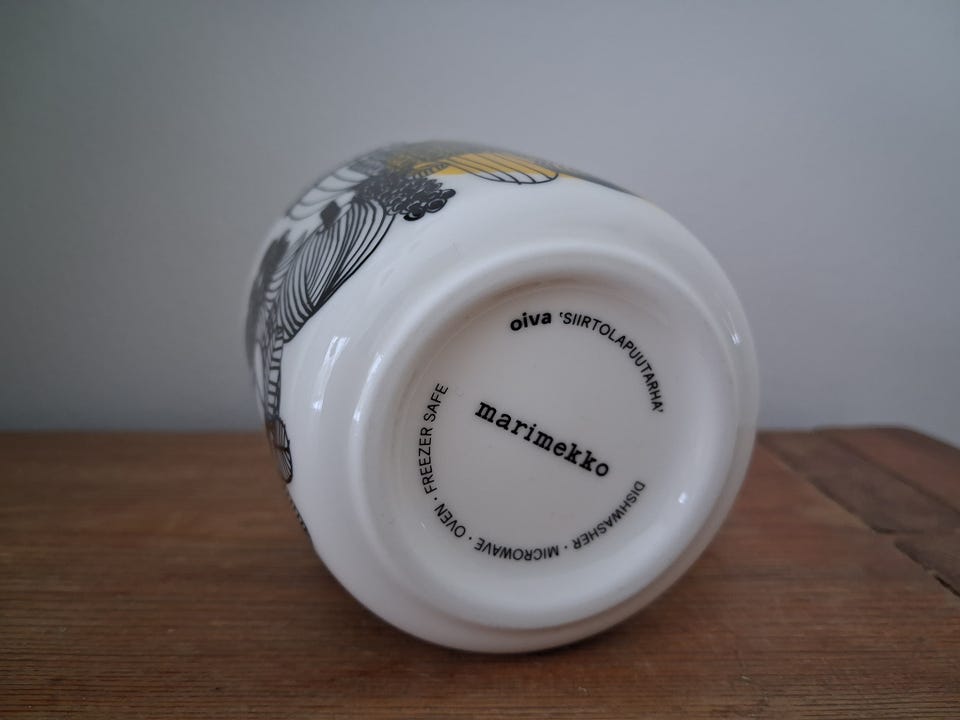 oiva 'SIIRTOLAPUUTARHA'
marimekko
DISHWASHER · MICROWAVE · OVEN · FREEZER SAFE